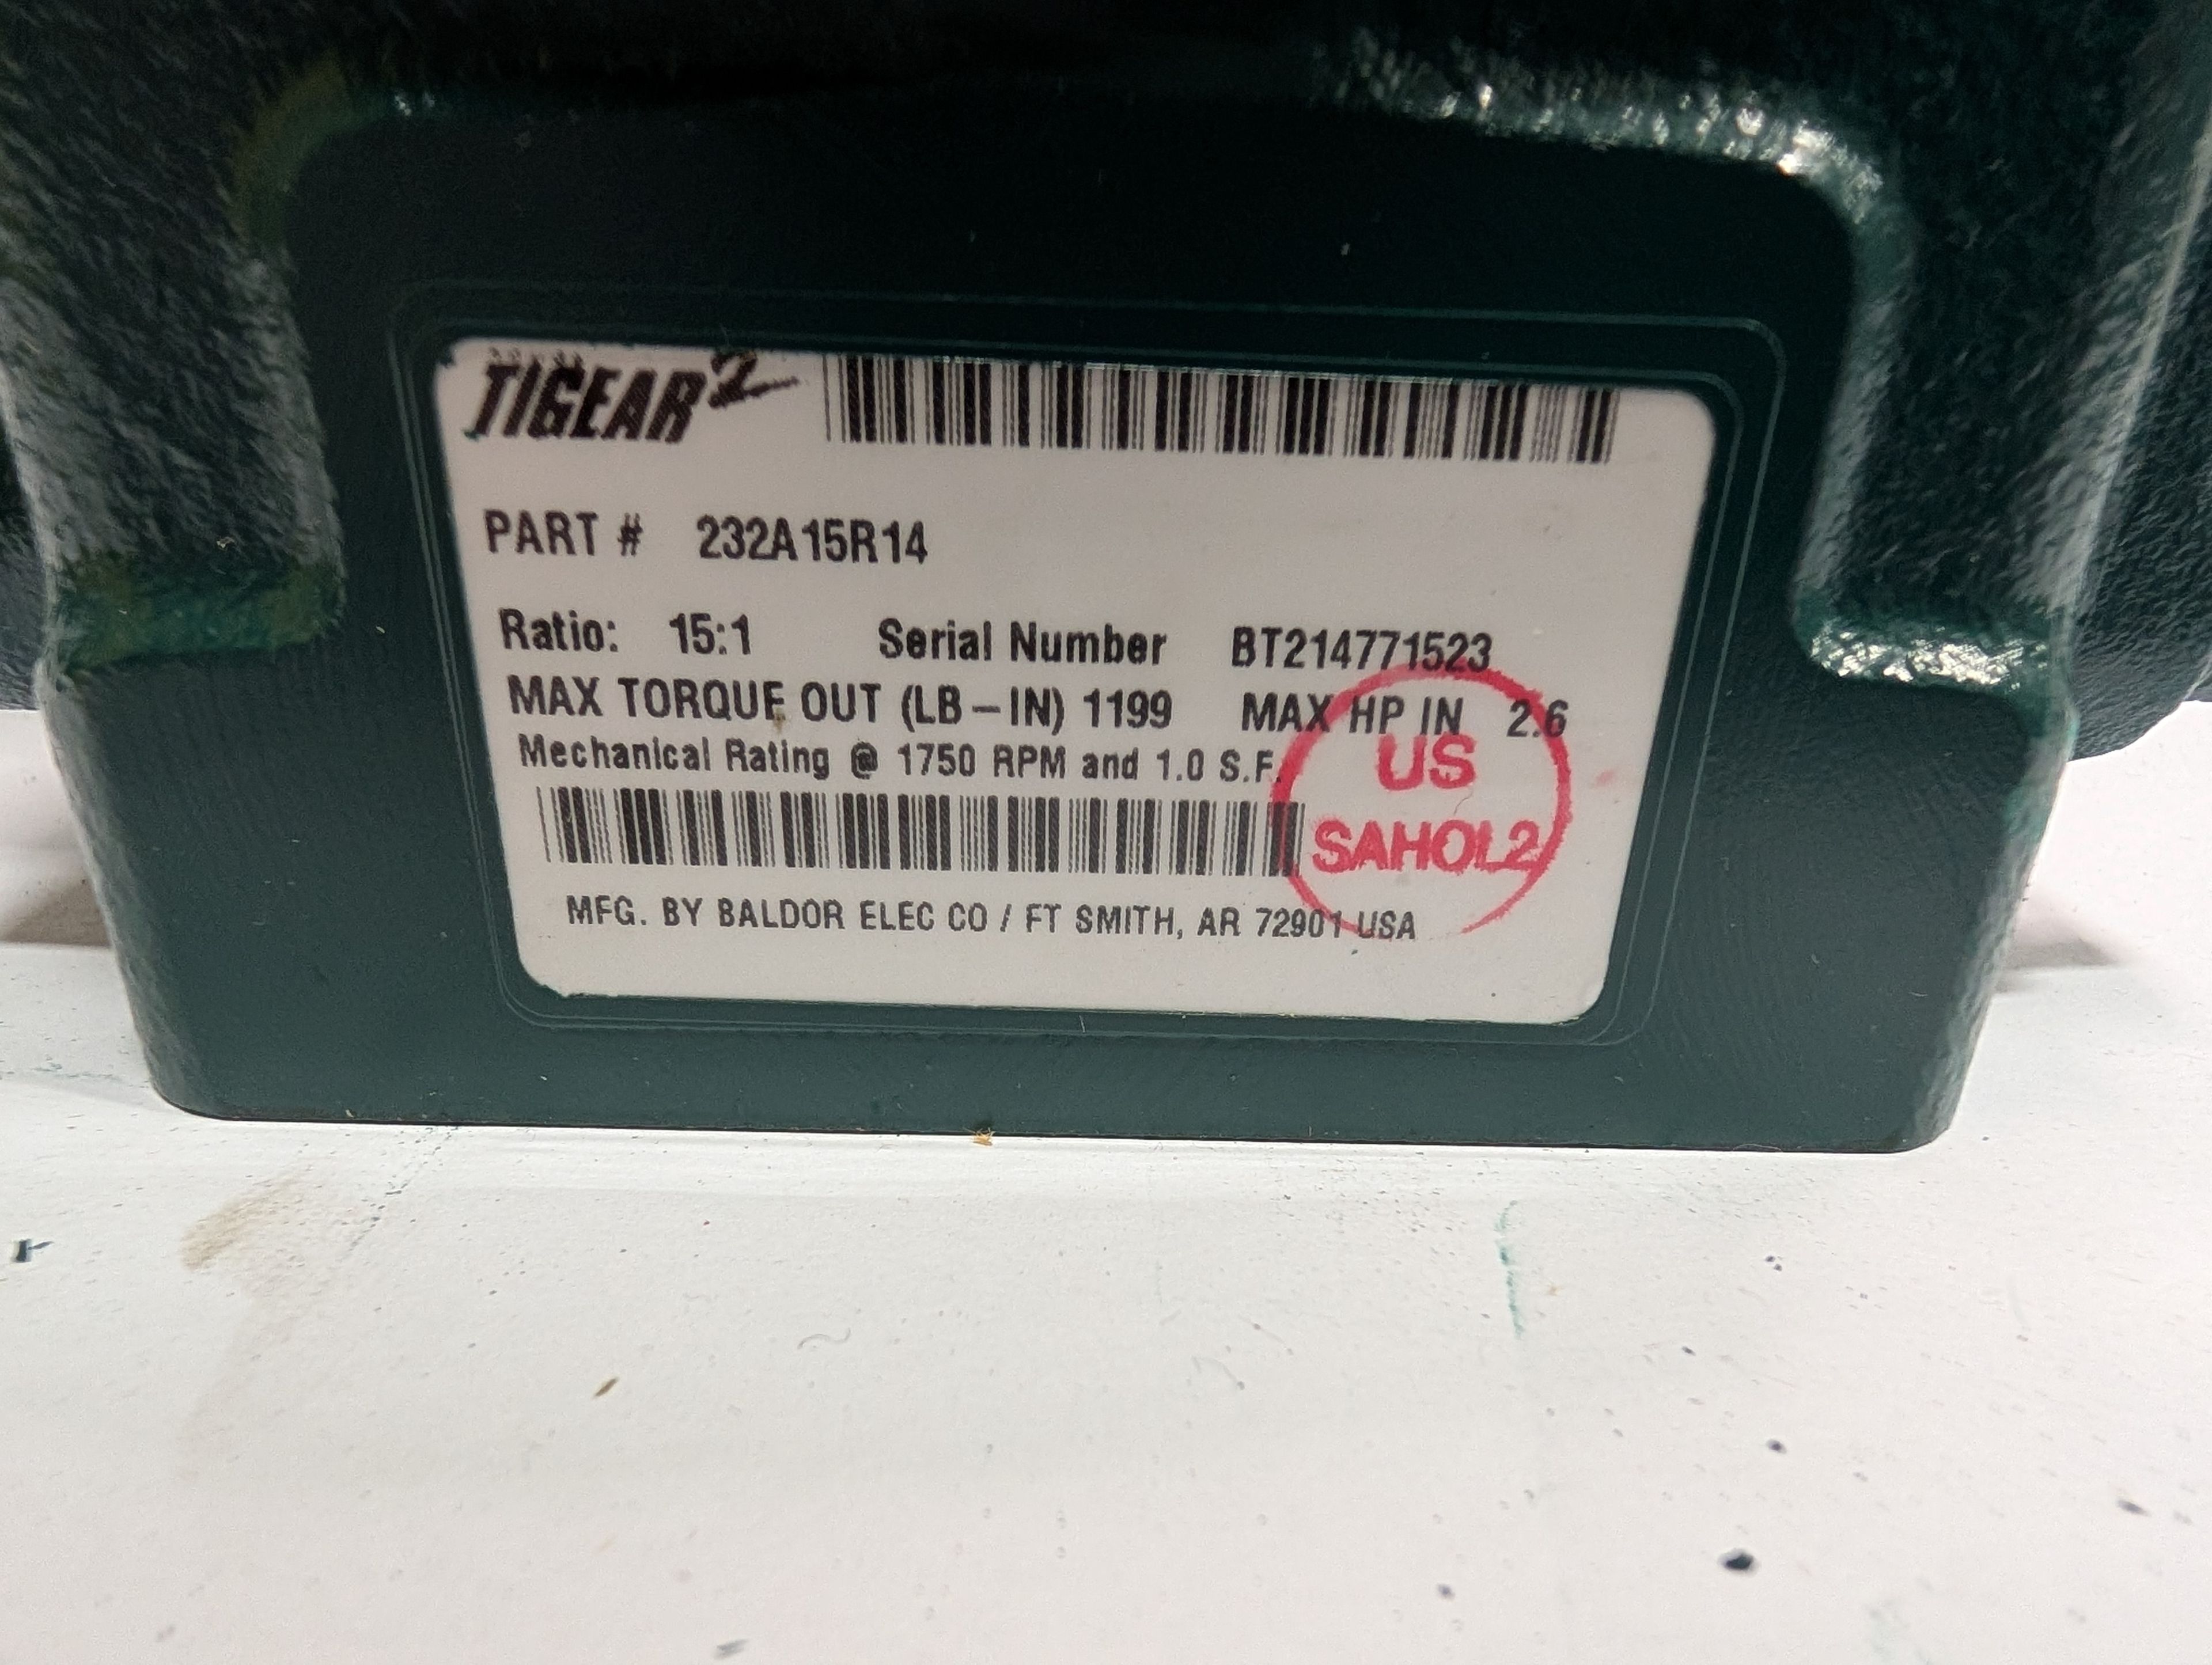 TIGEAR 2
PART # 232A15R14
Ratio: 15:1 Serial Number BT214771523
MAX TORQUE OUT (LB-IN) 1199 MAX HP IN 2.6
Mechanical Rating @ 1750 RPM and 1.0 S.F.
US
SAHOL2
MFG. BY BALDOR ELEC CO / FT SMITH, AR 72901 USA